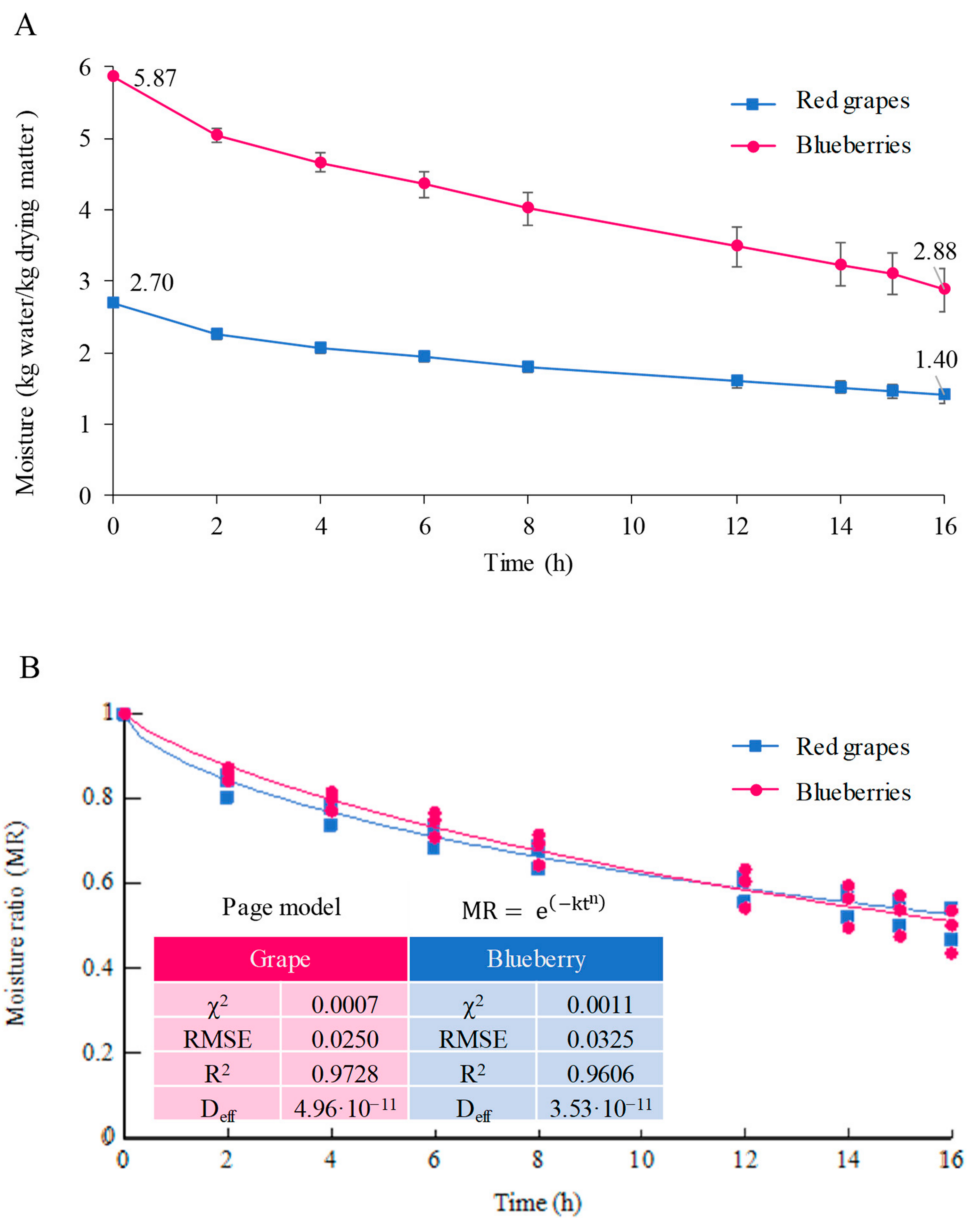 A
6
5
4
3
2
1
0
Moisture (kg water/kg drying matter )
5.87
2.70
2.88
1.40
Red grapes
Blueberries
0 2 4 6 8 10 12 14 16
Time (h)
B
1
0.8
0.6
0.4
0.2
0
Moisture ratio (MR)
Red grapes
Blueberries
Page model MR = e^(−kt^n)
Grape Blueberry
χ² 0.0007 χ² 0.0011
RMSE 0.0250 RMSE 0.0325
R² 0.9728 R² 0.9606
D_eff 4.96·10⁻¹¹ D_eff 3.53·10⁻¹¹
0 2 4 6 8 10 12 14 16
Time (h)